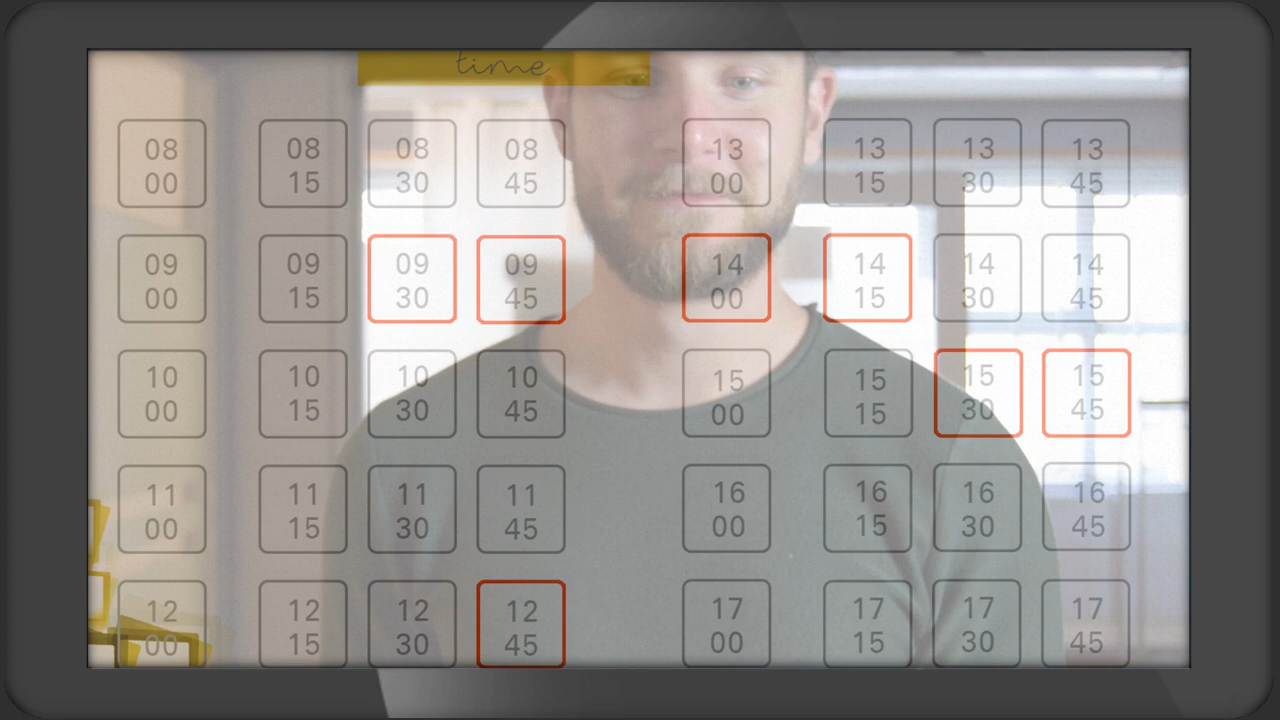 time
08 08 08 08 13 13 13 13
00 15 30 45 00 15 30 45
09 09 09 09 14 14 14 14
00 15 30 45 00 15 30 45
10 10 10 10 15 15 15 15
00 15 30 45 00 15 30 45
11 11 11 11 16 16 16 16
00 15 30 45 00 15 30 45
12 12 12 12 17 17 17 17
00 15 30 45 00 15 30 45